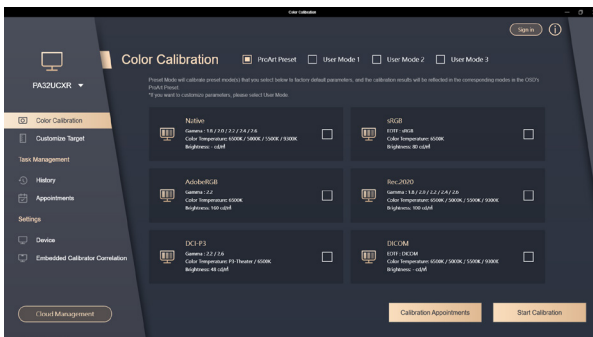 Color Calibration
Sign in
Color Calibration
ProArt Preset
User Mode 1
User Mode 2
User Mode 3
PA32UCXR
Preset Mode will calibrate preset mode(s) that you select below to factory-default parameters, and the calibration results will be reflected in the corresponding modes in the OSD's
ProArt Preset.
*If you want to customize parameters, please select User Mode.
Color Calibration
Customize Target
Task Management
History
Appointments
Settings
Device
Embedded Calibrator Correlation
Cloud Management
Native
Gamma : 1.8 / 2.0 / 2.2 / 2.4 / 2.6
Color Temperature: 6500K / 5000K / 5500K / 9300K
Brightness: - cd/㎡
sRGB
EOTF : sRGB
Color Temperature: 6500K
Brightness: 80 cd/㎡
AdobeRGB
Gamma : 2.2
Color Temperature: 6500K
Brightness: 160 cd/㎡
Rec.2020
Gamma : 1.8 / 2.0 / 2.2 / 2.4 / 2.6
Color Temperature: 6500K / 5000K / 5500K / 9300K
Brightness: 100 cd/㎡
DCI-P3
Gamma : 2.2 / 2.6
Color Temperature: P3-Theater / 6500K
Brightness: 48 cd/㎡
DICOM
EOTF : DICOM
Color Temperature: 6500K / 5000K / 5500K / 9300K
Brightness: - cd/㎡
Calibration Appointments
Start Calibration